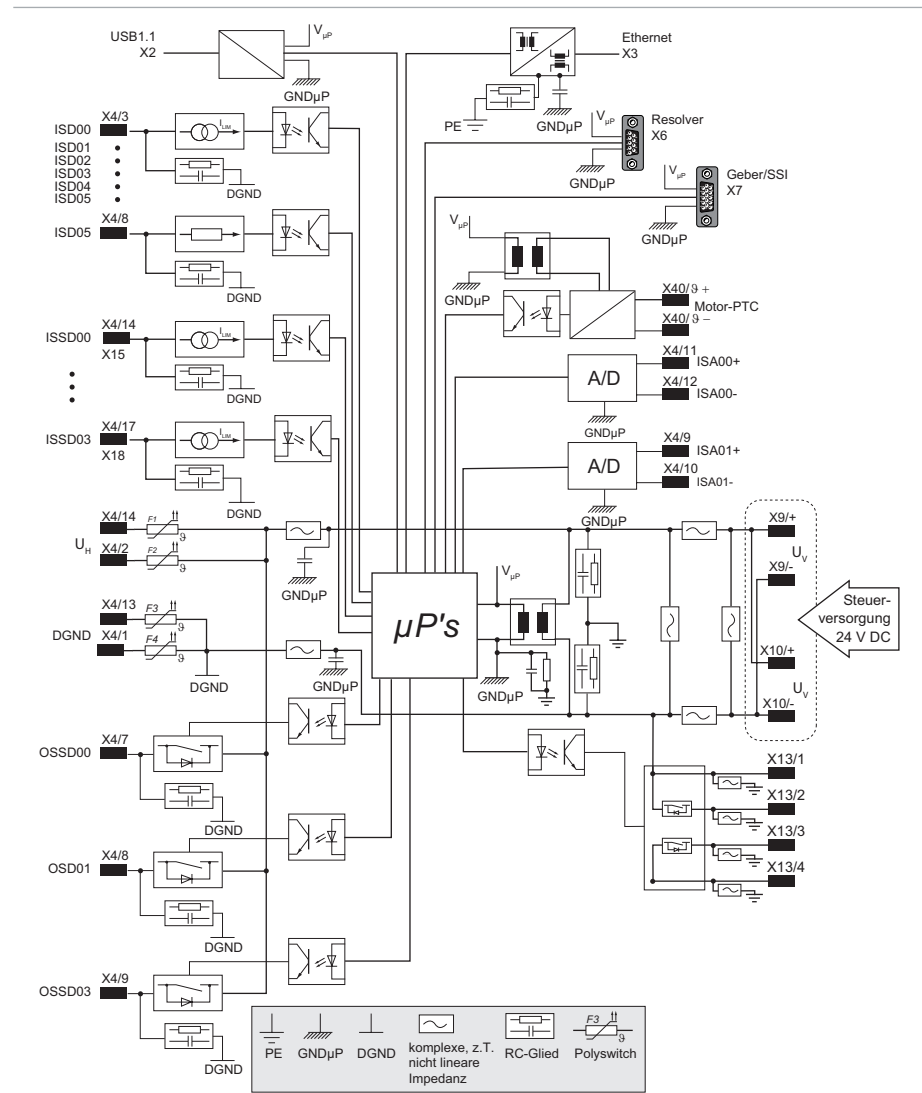 USB1.1
X2
VµP
GNDµP
Ethernet
X3
PE
GNDµP
VµP
Resolver
X6
GNDµP
VµP
Geber/SSI
X7
GNDµP
X4/3
ISD00
ISD01
ISD02
ISD03
ISD04
ISD05
ILIM
DGND
X4/8
ISD05
DGND
VµP
GNDµP
X40/ϑ +
Motor-PTC
X40/ϑ −
X4/14
ISSD00
X15
ILIM
DGND
X4/11
ISA00+
A/D
X4/12
ISA00-
GNDµP
X4/17
ISSD03
X18
ILIM
DGND
X4/9
ISA01+
A/D
X4/10
ISA01-
GNDµP
X4/14
F1
ϑ
UH
X4/2
F2
ϑ
GNDµP
X9/+
UV
X9/-
Steuer-
versorgung
24 V DC
X10/+
UV
X10/-
X4/13
F3
ϑ
DGND
X4/1
F4
ϑ
DGND
GNDµP
µP's
VµP
GNDµP
X4/7
OSSD00
DGND
X13/1
X13/2
X13/3
X13/4
X4/8
OSD01
DGND
X4/9
OSSD03
DGND
PE
GNDµP
DGND
komplexe, z.T.
nicht lineare
Impedanz
RC-Glied
F3
ϑ
Polyswitch